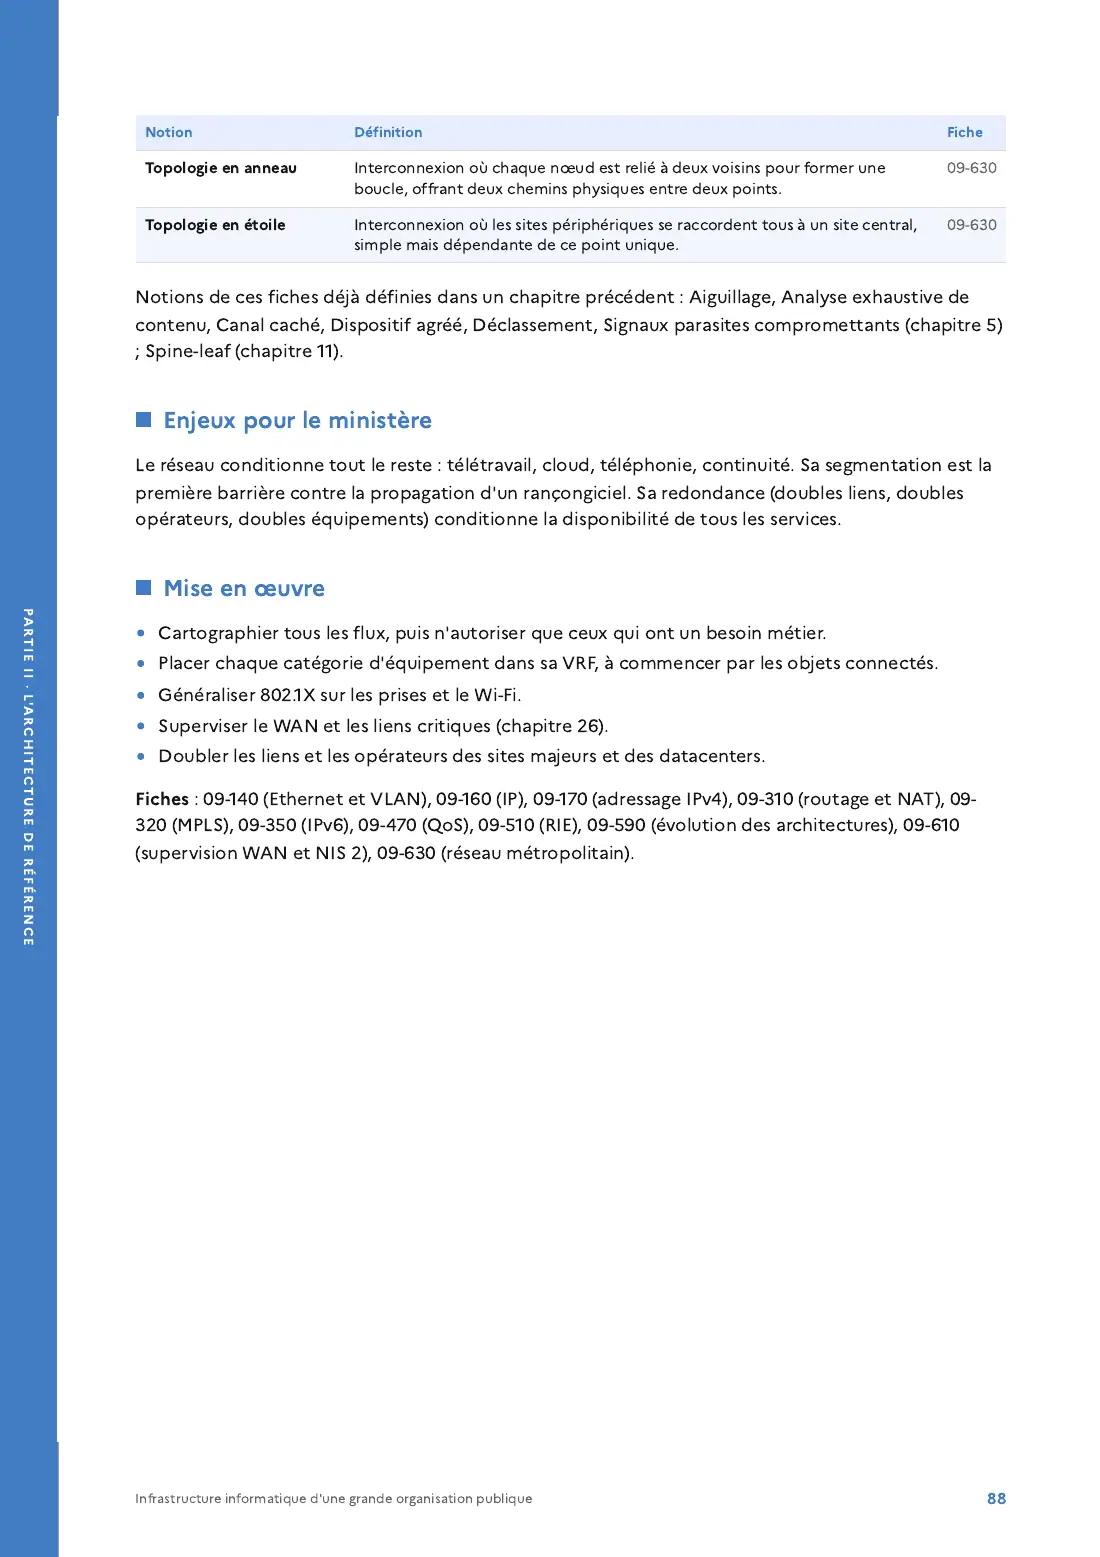 Notion Définition Fiche
Topologie en anneau Interconnexion où chaque nœud est relié à deux voisins pour former une 09-630
boucle, offrant deux chemins physiques entre deux points.
Topologie en étoile Interconnexion où les sites périphériques se raccordent tous à un site central, 09-630
simple mais dépendante de ce point unique.
Notions de ces fiches déjà définies dans un chapitre précédent : Aiguillage, Analyse exhaustive de
contenu, Canal caché, Dispositif agréé, Déclassement, Signaux parasites compromettants (chapitre 5)
; Spine-leaf (chapitre 11).
Enjeux pour le ministère
Le réseau conditionne tout le reste : télétravail, cloud, téléphonie, continuité. Sa segmentation est la
première barrière contre la propagation d'un rançongiciel. Sa redondance (doubles liens, doubles
opérateurs, doubles équipements) conditionne la disponibilité de tous les services.
Mise en œuvre
• Cartographier tous les flux, puis n'autoriser que ceux qui ont un besoin métier.
• Placer chaque catégorie d'équipement dans sa VRF, à commencer par les objets connectés.
• Généraliser 802.1X sur les prises et le Wi-Fi.
• Superviser le WAN et les liens critiques (chapitre 26).
• Doubler les liens et les opérateurs des sites majeurs et des datacenters.
Fiches : 09-140 (Ethernet et VLAN), 09-160 (IP), 09-170 (adressage IPv4), 09-310 (routage et NAT), 09-
320 (MPLS), 09-350 (IPv6), 09-470 (QoS), 09-510 (RIE), 09-590 (évolution des architectures), 09-610
(supervision WAN et NIS 2), 09-630 (réseau métropolitain).
PARTIE II · L'ARCHITECTURE DE RÉFÉRENCE
Infrastructure informatique d'une grande organisation publique 88